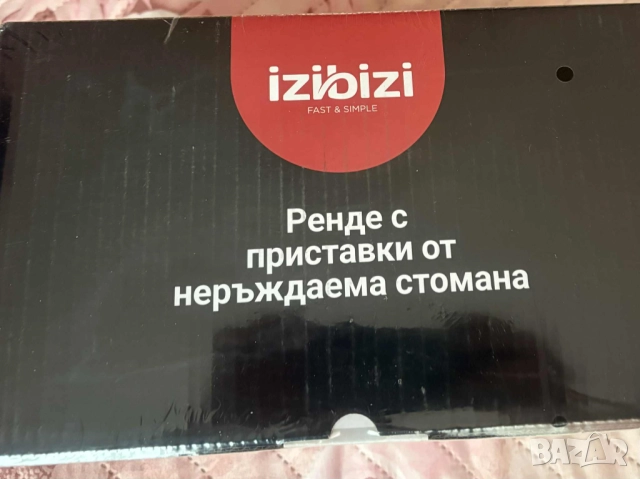 izibizi
FAST & SIMPLE
Ренде с
приставки от
неръждаема стомана
BAZAR